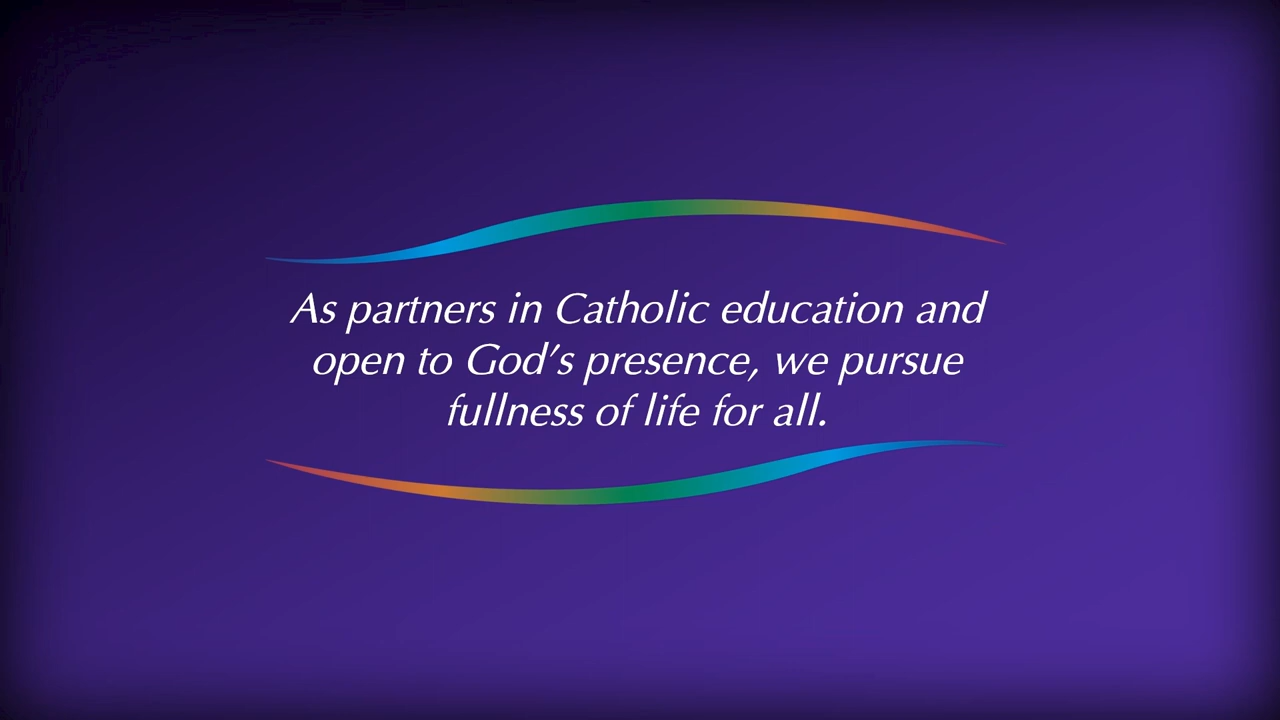 As partners in Catholic education and
open to God’s presence, we pursue
fullness of life for all.